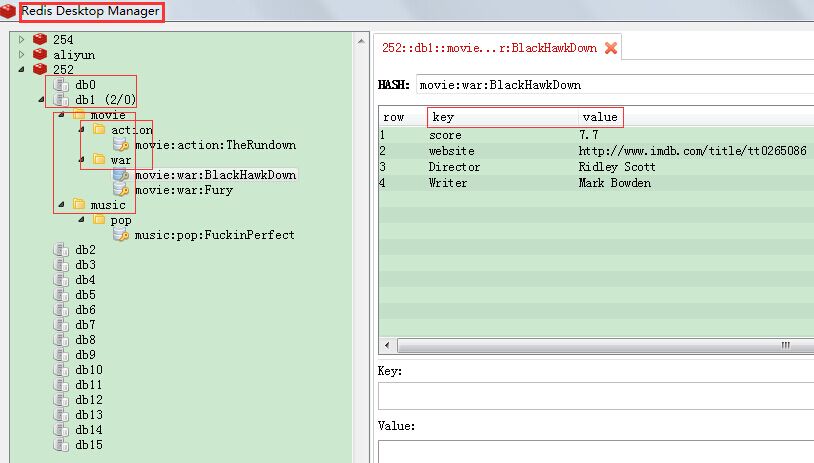 Redis Desktop Manager
254
aliyun
252
db0
db1 (2/0)
movie
action
movie:action:TheRundown
war
movie:war:BlackHawkDown
movie:war:Fury
music
pop
music:pop:FuckinPerfect
db2
db3
db4
db5
db6
db7
db8
db9
db10
db11
db12
db13
db14
db15
252::db1::movie...r:BlackHawkDown
HASH: movie:war:BlackHawkDown
row key value
1 score 7.7
2 website http://www.imdb.com/title/tt0265086
3 Director Ridley Scott
4 Writer Mark Bowden
Key:
Value: